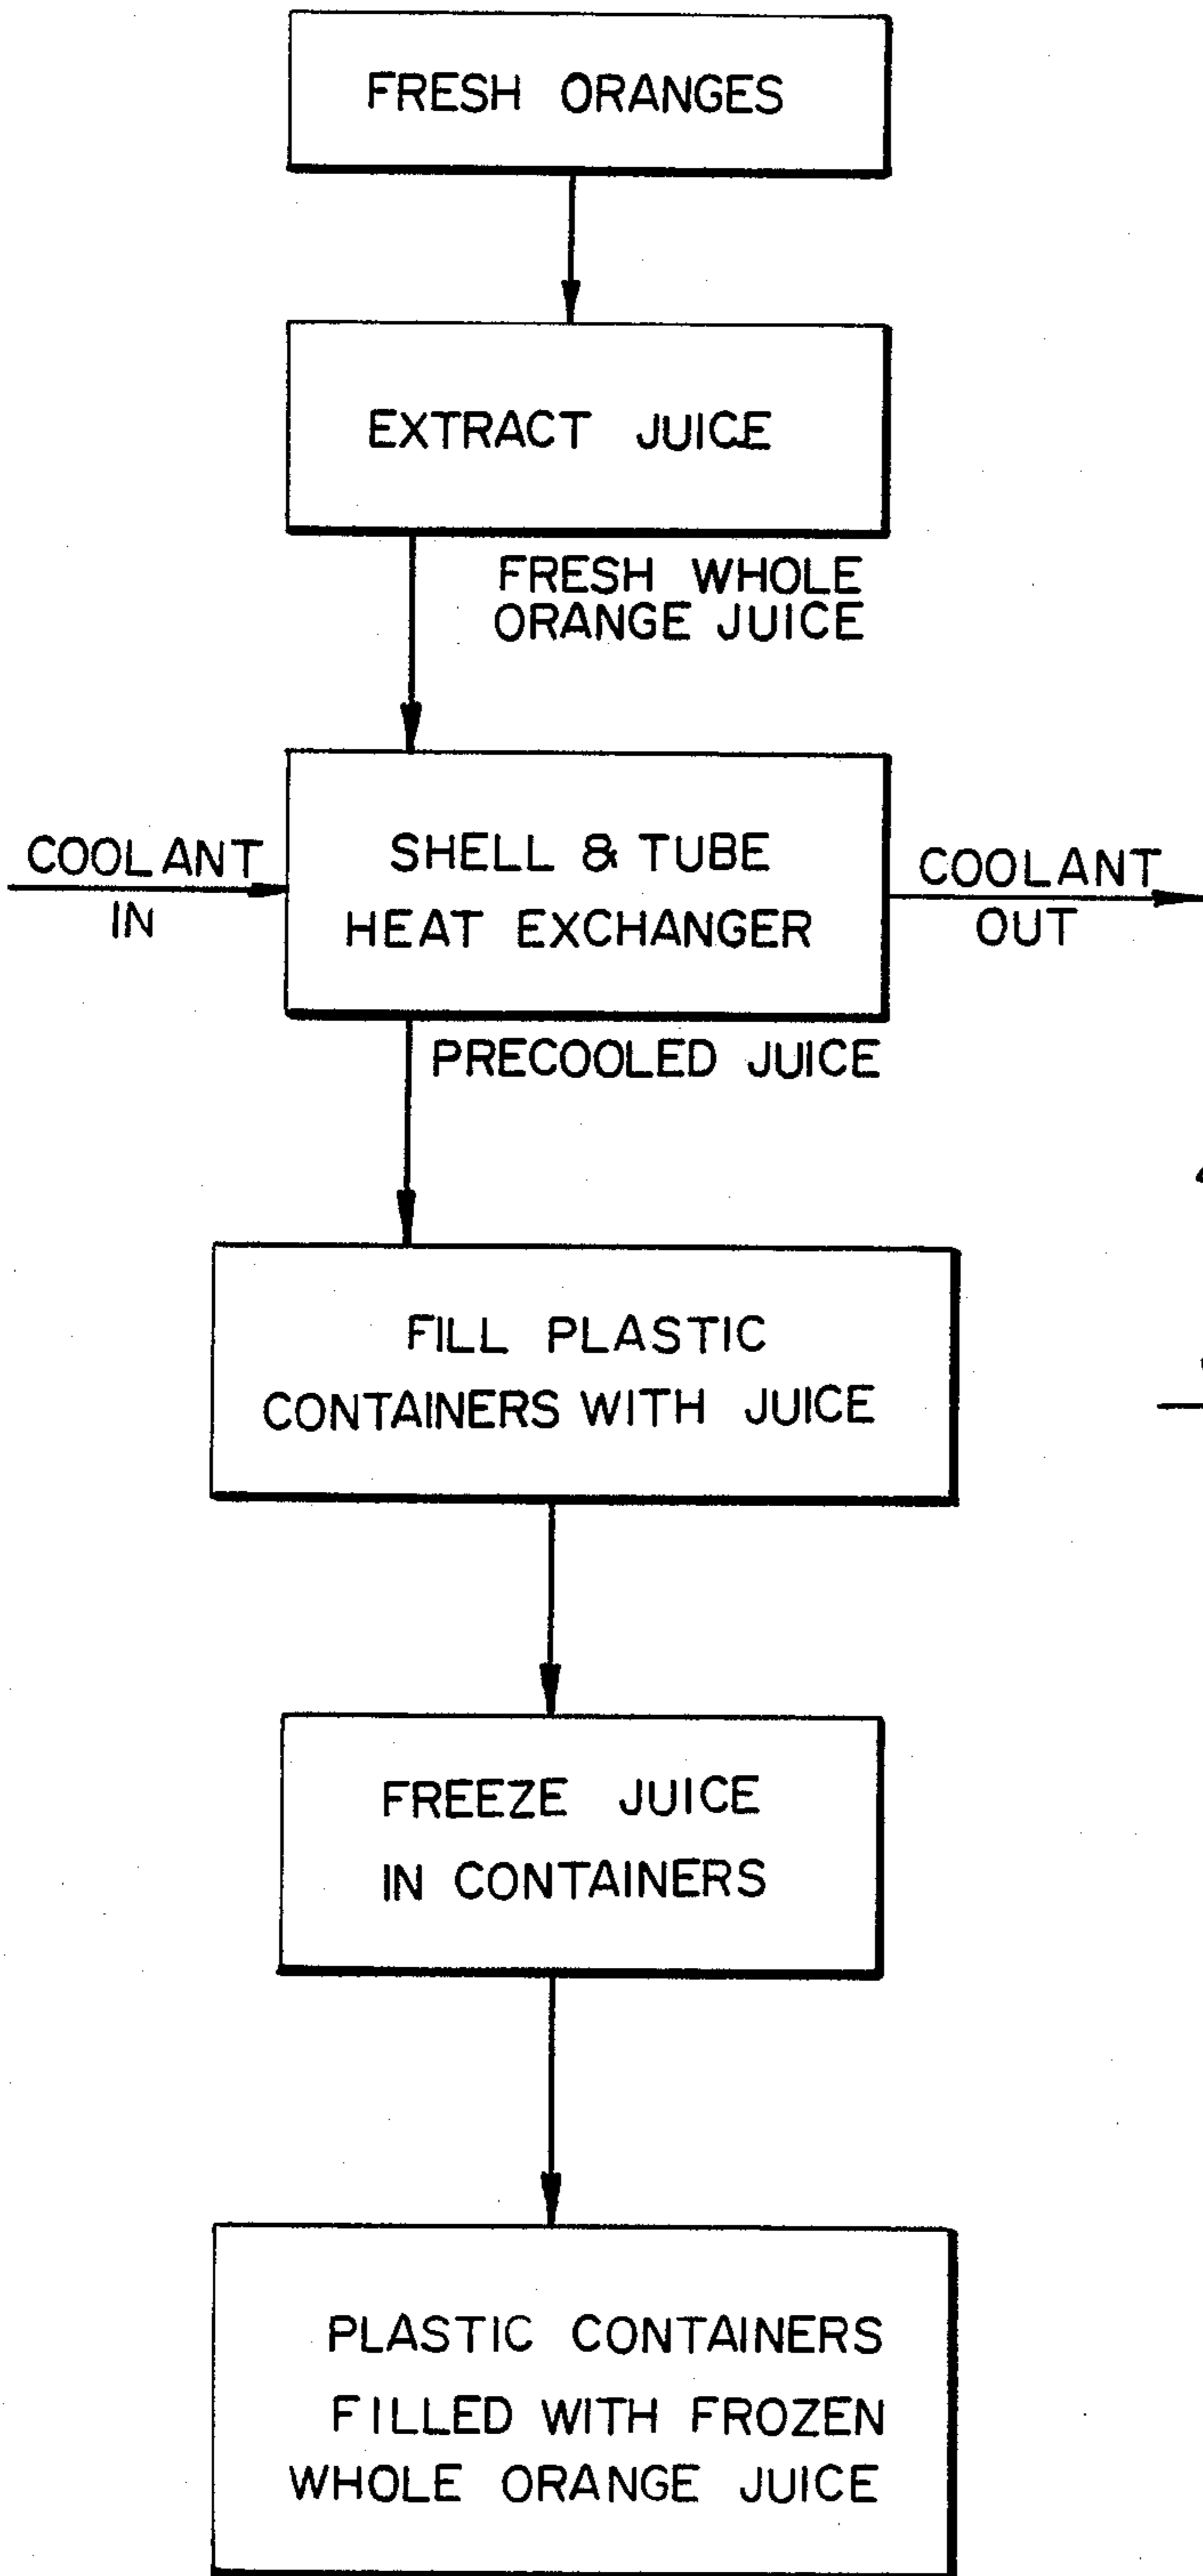 FRESH ORANGES
EXTRACT JUICE
FRESH WHOLE
ORANGE JUICE
COOLANT
IN
SHELL & TUBE
HEAT EXCHANGER
COOLANT
OUT
PRECOOLED JUICE
FILL PLASTIC
CONTAINERS WITH JUICE
FREEZE JUICE
IN CONTAINERS
PLASTIC CONTAINERS
FILLED WITH FROZEN
WHOLE ORANGE JUICE